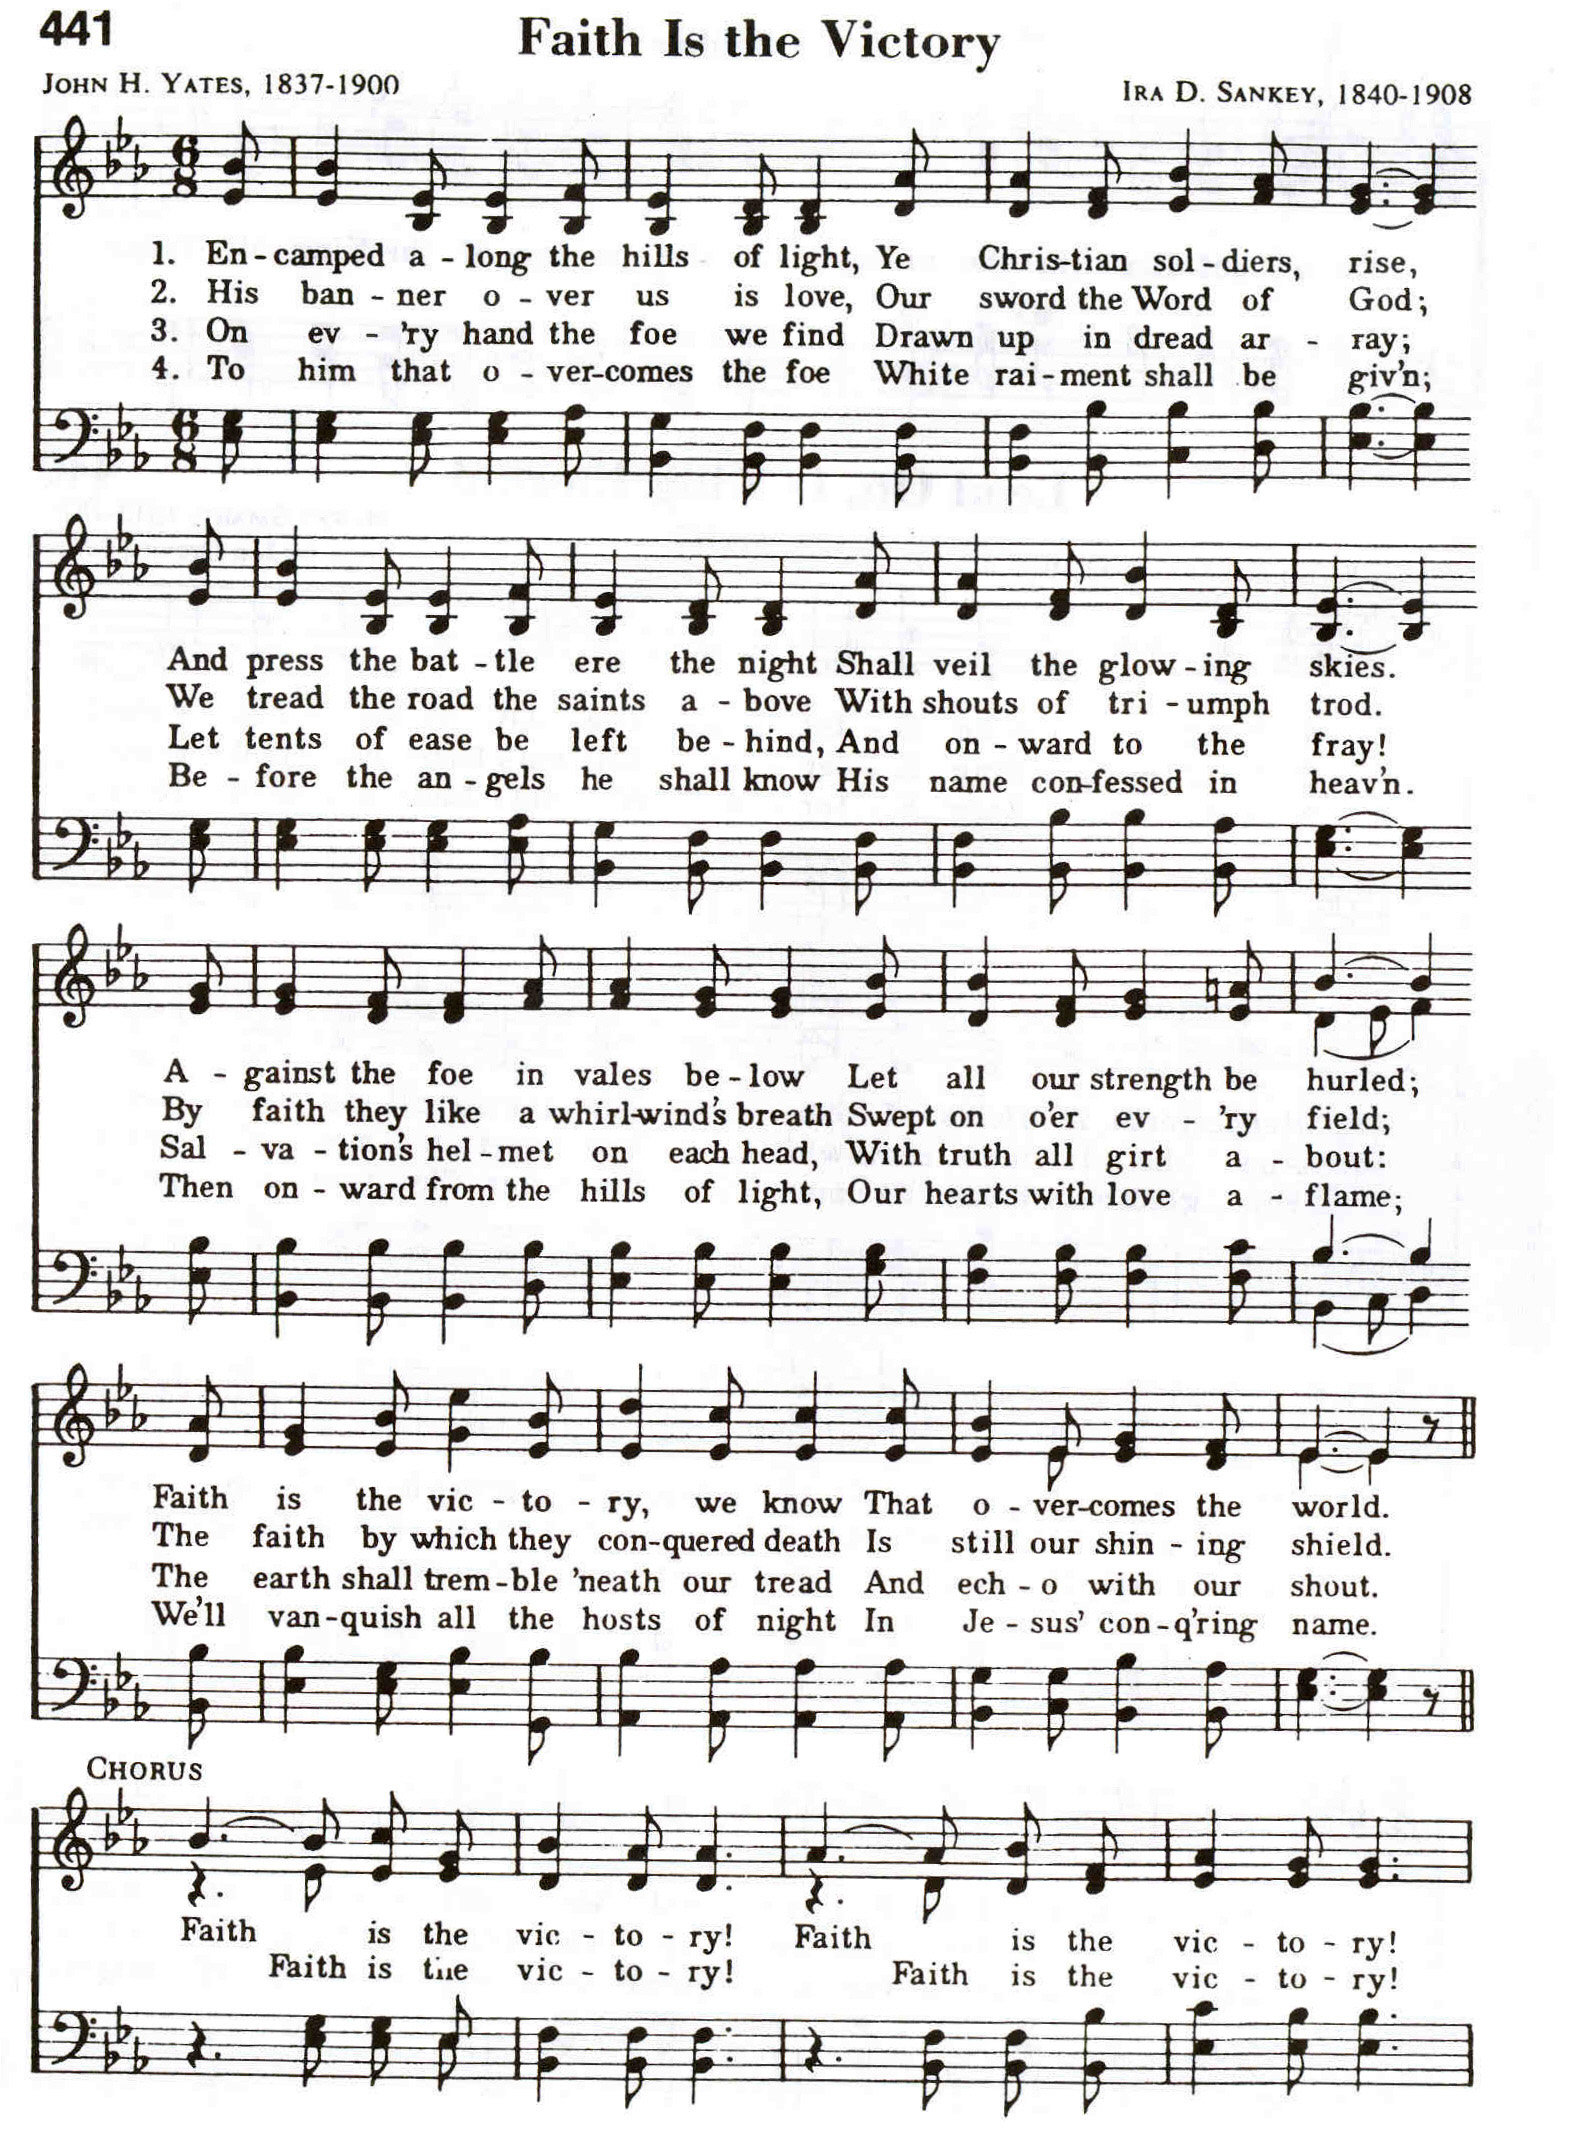 441
Faith Is the Victory
JOHN H. YATES, 1837-1900
IRA D. SANKEY, 1840-1908
1. En-camped a-long the hills of light, Ye Chris-tian sol-diers, rise,
2. His ban-ner o-ver us is love, Our sword the Word of God;
3. On ev-'ry hand the foe we find Drawn up in dread ar-ray;
4. To him that o-ver-comes the foe White rai-ment shall be giv'n;
And press the bat-tle ere the night Shall veil the glow-ing skies.
We tread the road the saints a-bove With shouts of tri-umph trod.
Let tents of ease be left be-hind, And on-ward to the fray!
Be-fore the an-gels he shall know His name con-fessed in heav'n.
A-gainst the foe in vales be-low Let all our strength be hurled;
By faith they like a whirl-wind's breath Swept on o'er ev-'ry field;
Sal-va-tion's hel-met on each head, With truth all girt a-bout:
Then on-ward from the hills of light, Our hearts with love a-flame;
Faith is the vic-to-ry, we know That o-ver-comes the world.
The faith by which they con-quered death Is still our shin-ing shield.
The earth shall trem-ble 'neath our tread And ech-o with our shout.
We'll van-quish all the hosts of night In Je-sus' con-q'ring name.
CHORUS
Faith is the vic-to-ry! Faith is the vic-to-ry!
Faith is the vic-to-ry! Faith is the vic-to-ry!